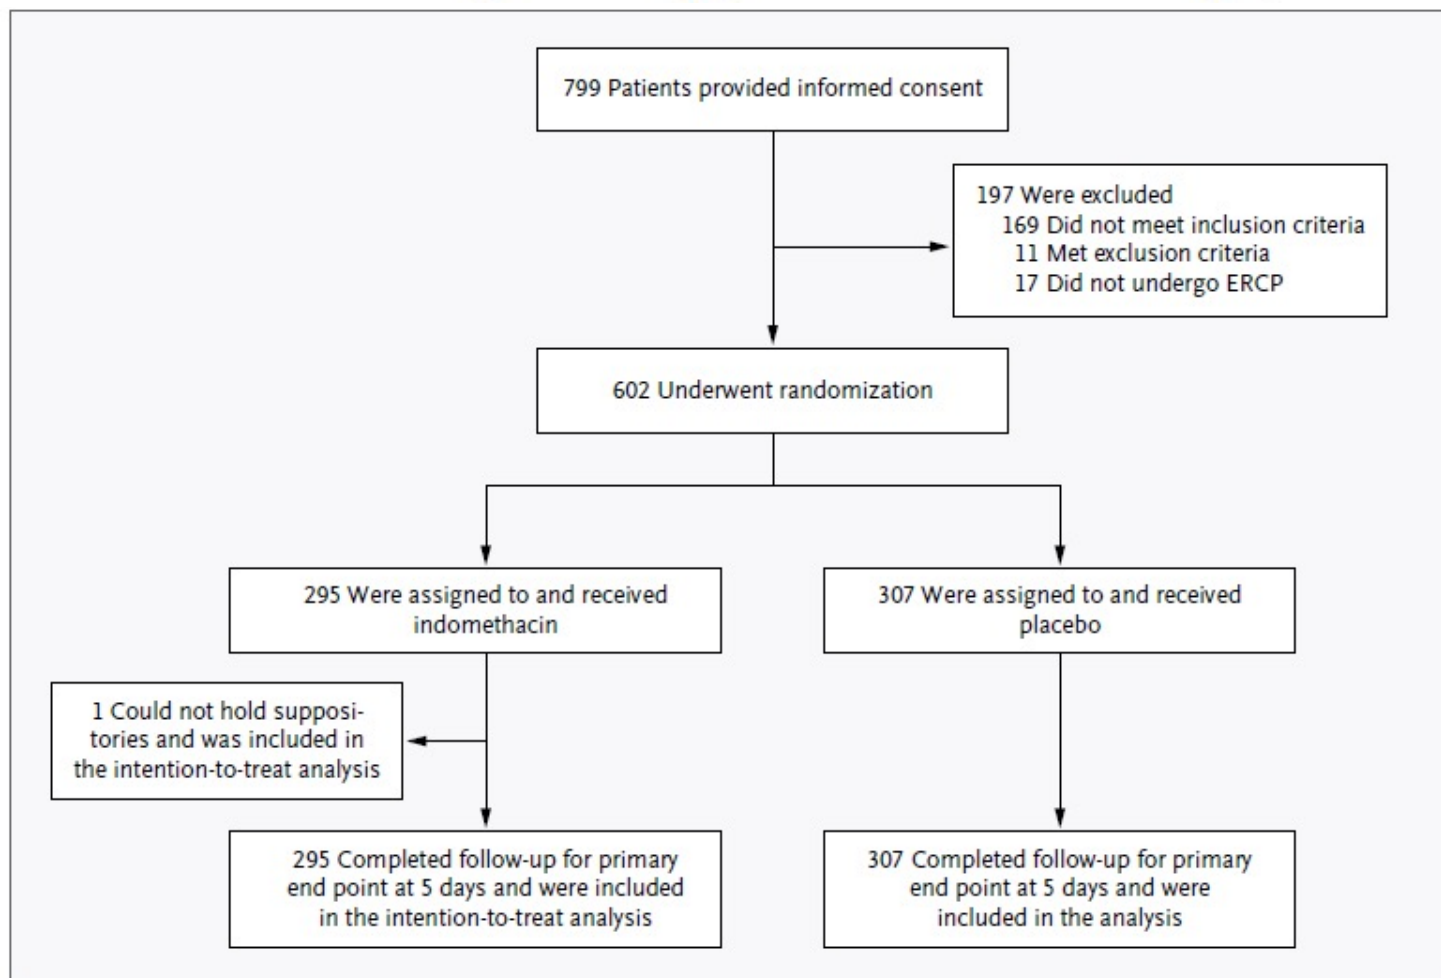 799 Patients provided informed consent
197 Were excluded
169 Did not meet inclusion criteria
11 Met exclusion criteria
17 Did not undergo ERCP
602 Underwent randomization
295 Were assigned to and received
indomethacin
307 Were assigned to and received
placebo
1 Could not hold supposi-
tories and was included in
the intention-to-treat analysis
295 Completed follow-up for primary
end point at 5 days and were included
in the intention-to-treat analysis
307 Completed follow-up for primary
end point at 5 days and were
included in the analysis